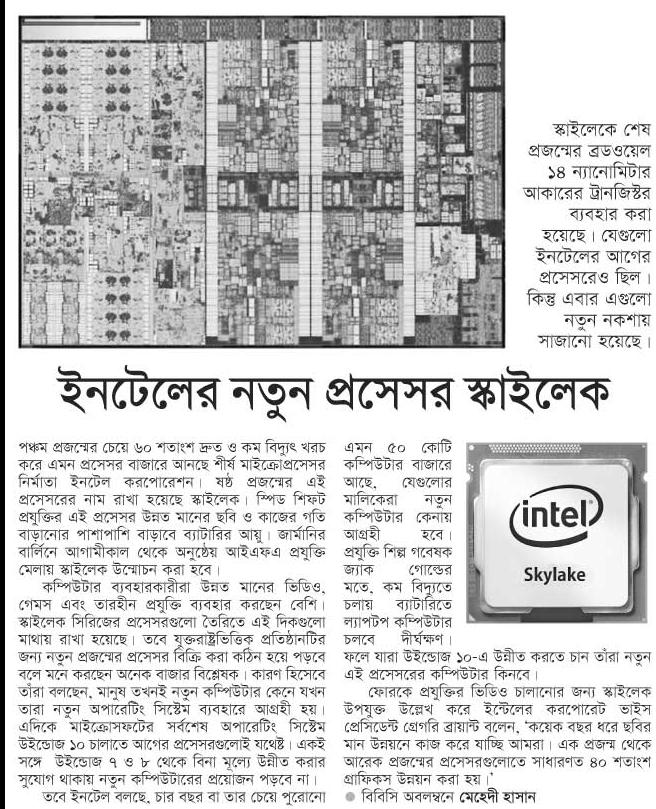 স্কাইলেকে শেষ
প্রজন্মের ব্রডওয়েল
১৪ ন্যানোমিটার
আকারের ট্রানজিস্টর
ব্যবহার করা
হয়েছে। যেগুলো
ইনটেলের আগের
প্রসেসরেও ছিল।
কিন্তু এবার এগুলো
নতুন নকশায়
সাজানো হয়েছে।
ইনটেলের নতুন প্রসেসর স্কাইলেক
পঞ্চম প্রজন্মের চেয়ে ৬০ শতাংশ দ্রুত ও কম বিদ্যুৎ খরচ
করে এমন প্রসেসর বাজারে আনছে শীর্ষ মাইক্রোপ্রসেসর
নির্মাতা ইনটেল করপোরেশন। ষষ্ঠ প্রজন্মের এই
প্রসেসরের নাম রাখা হয়েছে স্কাইলেক। স্পিড শিফট
প্রযুক্তির এই প্রসেসর উন্নত মানের ছবি ও কাজের গতি
বাড়ানোর পাশাপাশি বাড়াবে ব্যাটারির আয়ু। জার্মানির
বার্লিনে আগামীকাল থেকে অনুষ্ঠেয় আইএফএ প্রযুক্তি
মেলায় স্কাইলেক উন্মোচন করা হবে।
কম্পিউটার ব্যবহারকারীরা উন্নত মানের ভিডিও,
গেমস এবং তারহীন প্রযুক্তি ব্যবহার করছেন বেশি।
স্কাইলেক সিরিজের প্রসেসরগুলো তৈরিতে এই দিকগুলো
মাথায় রাখা হয়েছে। তবে যুক্তরাষ্ট্রভিত্তিক প্রতিষ্ঠানটির
জন্য নতুন প্রজন্মের প্রসেসর বিক্রি করা কঠিন হয়ে পড়বে
বলে মনে করছেন অনেক বাজার বিশ্লেষক। কারণ হিসেবে
তাঁরা বলছেন, মানুষ তখনই নতুন কম্পিউটার কেনে যখন
তারা নতুন অপারেটিং সিস্টেম ব্যবহারে আগ্রহী হয়।
এদিকে মাইক্রোসফটের সর্বশেষ অপারেটিং সিস্টেম
উইন্ডোজ ১০ চালাতে আগের প্রসেসরগুলোই যথেষ্ট। একই
সঙ্গে উইন্ডোজ ৭ ও ৮ থেকে বিনা মূল্যে উন্নীত করার
সুযোগ থাকায় নতুন কম্পিউটারের প্রয়োজন পড়বে না।
তবে ইনটেল বলছে, চার বছর বা তার চেয়ে পুরোনো
এমন ৫০ কোটি
কম্পিউটার বাজারে
আছে, যেগুলোর
মালিকেরা নতুন
কম্পিউটার কেনায়
আগ্রহী হবে।
প্রযুক্তি শিল্প গবেষক
জ্যাক গোল্ডের
মতে, কম বিদ্যুতে
চলায় ব্যাটারিতে
ল্যাপটপ কম্পিউটার
চলবে দীর্ঘক্ষণ।
ফলে যারা উইন্ডোজ ১০-এ উন্নীত করতে চান তাঁরা নতুন
এই প্রসেসরের কম্পিউটার কিনবে।
ফোরকে প্রযুক্তির ভিডিও চালানোর জন্য স্কাইলেক
উপযুক্ত উল্লেখ করে ইন্টেলের করপোরেট ভাইস
প্রেসিডেন্ট গ্রেগরি ব্রায়ান্ট বলেন, ‘কয়েক বছর ধরে ছবির
মান উন্নয়নে কাজ করে যাচ্ছি আমরা। এক প্রজন্ম থেকে
আরেক প্রজন্মের প্রসেসরগুলোতে সাধারণত ৪০ শতাংশ
গ্রাফিকস উন্নয়ন করা হয়।’
● বিবিসি অবলম্বনে মেহেদী হাসান
intel
Skylake